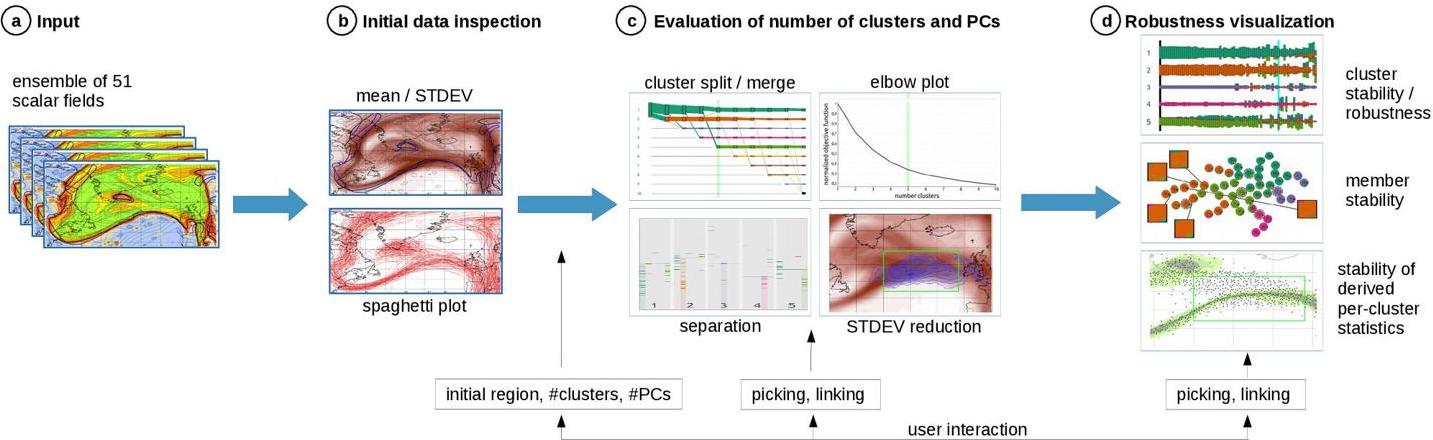 a Input
b Initial data inspection
c Evaluation of number of clusters and PCs
d Robustness visualization
ensemble of 51
scalar fields
mean / STDEV
spaghetti plot
cluster split / merge
elbow plot
normalized objective function
number clusters
1 2 3 4 5
separation
STDEV reduction
cluster
stability /
robustness
1
2
3
4
5
member
stability
stability of
derived
per-cluster
statistics
initial region, #clusters, #PCs
picking, linking
picking, linking
user interaction